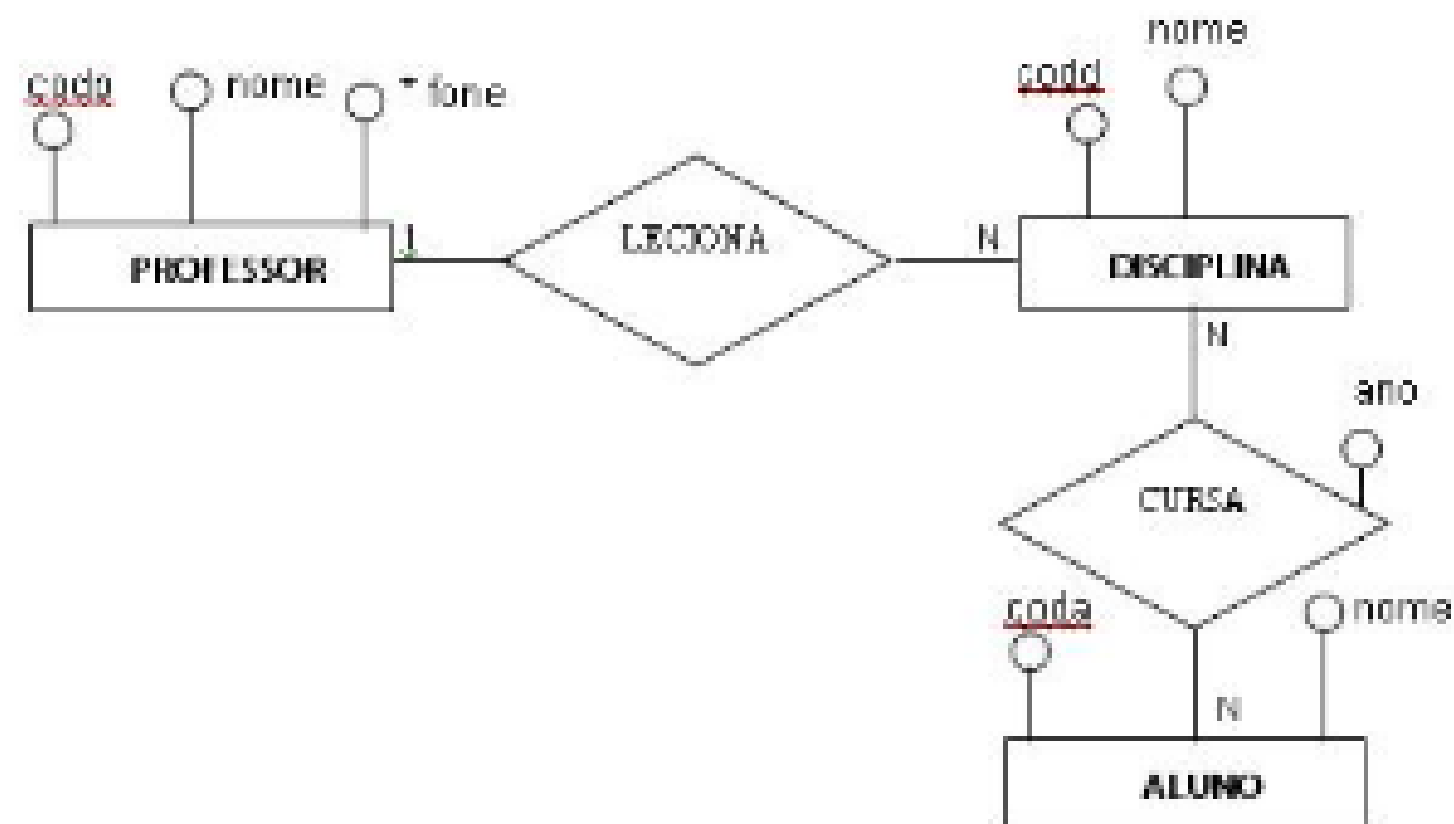 nome
codp
nome
* fone
codd
1
LECIONA
N
PROFESSOR
DISCIPLINA
N
ano
CURSA
coda
nome
N
ALUNO